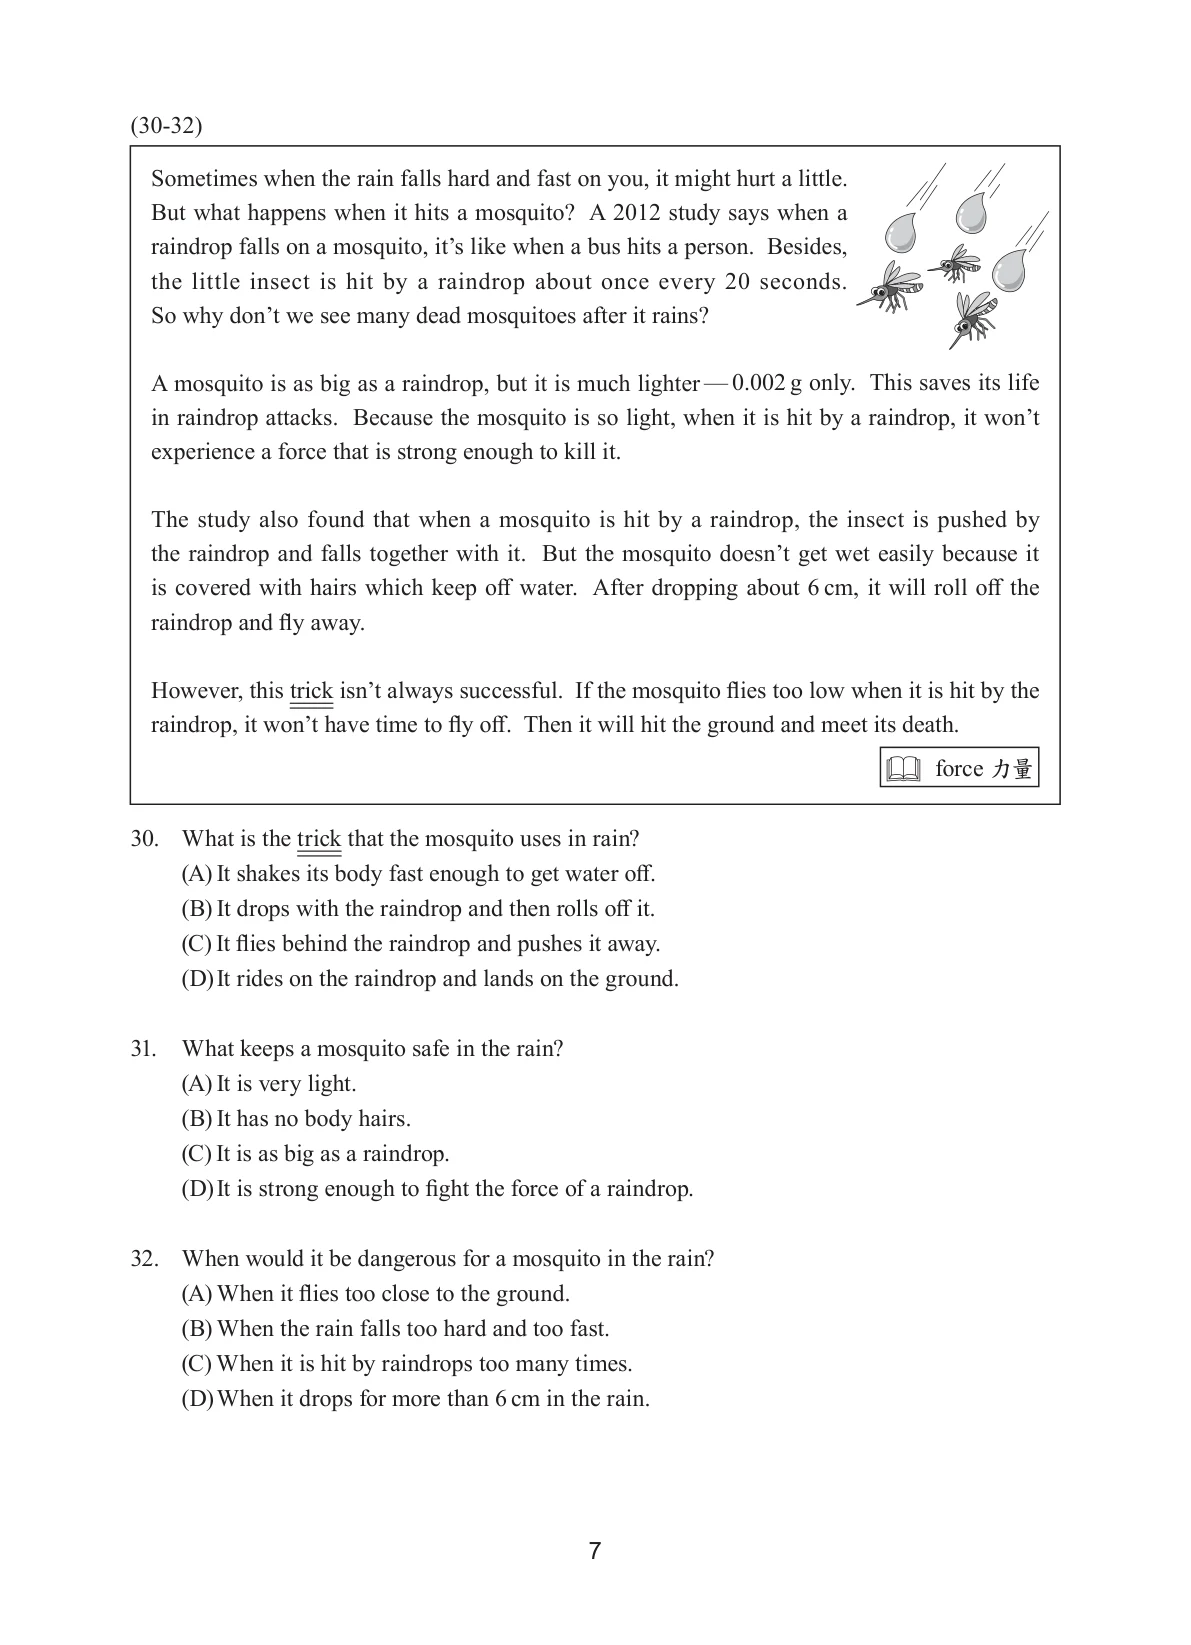 (30-32)
Sometimes when the rain falls hard and fast on you, it might hurt a little.
But what happens when it hits a mosquito? A 2012 study says when a
raindrop falls on a mosquito, it’s like when a bus hits a person. Besides,
the little insect is hit by a raindrop about once every 20 seconds.
So why don’t we see many dead mosquitoes after it rains?
A mosquito is as big as a raindrop, but it is much lighter — 0.002 g only. This saves its life
in raindrop attacks. Because the mosquito is so light, when it is hit by a raindrop, it won’t
experience a force that is strong enough to kill it.
The study also found that when a mosquito is hit by a raindrop, the insect is pushed by
the raindrop and falls together with it. But the mosquito doesn’t get wet easily because it
is covered with hairs which keep off water. After dropping about 6 cm, it will roll off the
raindrop and fly away.
However, this trick isn’t always successful. If the mosquito flies too low when it is hit by the
raindrop, it won’t have time to fly off. Then it will hit the ground and meet its death.
force 力量
30. What is the trick that the mosquito uses in rain?
(A) It shakes its body fast enough to get water off.
(B) It drops with the raindrop and then rolls off it.
(C) It flies behind the raindrop and pushes it away.
(D) It rides on the raindrop and lands on the ground.
31. What keeps a mosquito safe in the rain?
(A) It is very light.
(B) It has no body hairs.
(C) It is as big as a raindrop.
(D) It is strong enough to fight the force of a raindrop.
32. When would it be dangerous for a mosquito in the rain?
(A) When it flies too close to the ground.
(B) When the rain falls too hard and too fast.
(C) When it is hit by raindrops too many times.
(D) When it drops for more than 6 cm in the rain.
7